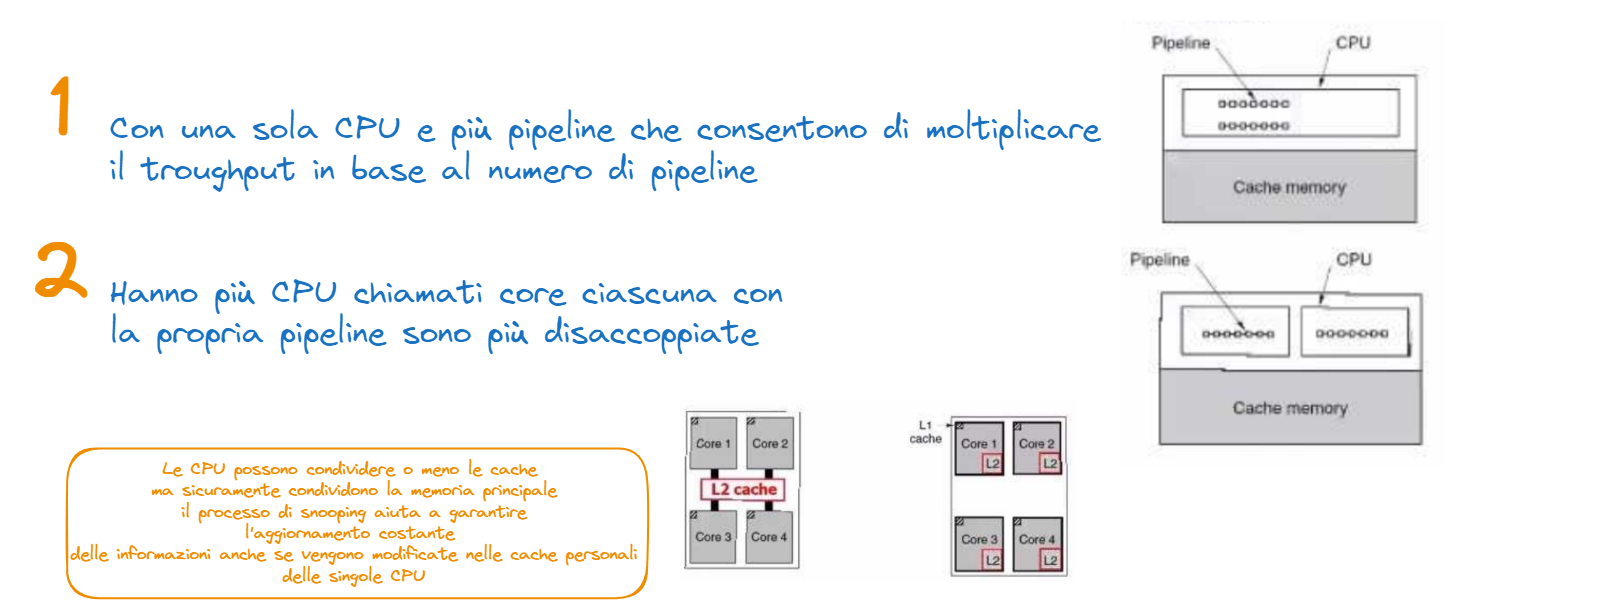 1
Con una sola CPU e più pipeline che consentono di moltiplicare
il troughput in base al numero di pipeline
Pipeline
CPU
Cache memory
2
Hanno più CPU chiamati core ciascuna con
la propria pipeline sono più disaccoppiate
Pipeline
CPU
Cache memory
Le CPU possono condividere o meno le cache
ma sicuramente condividono la memoria principale
il processo di snooping aiuta a garantire
l'aggiornamento costante
delle informazioni anche se vengono modificate nelle cache personali
delle singole CPU
Core 1
Core 2
L2 cache
Core 3
Core 4
L1
cache
Core 1
L2
Core 2
L2
Core 3
L2
Core 4
L2